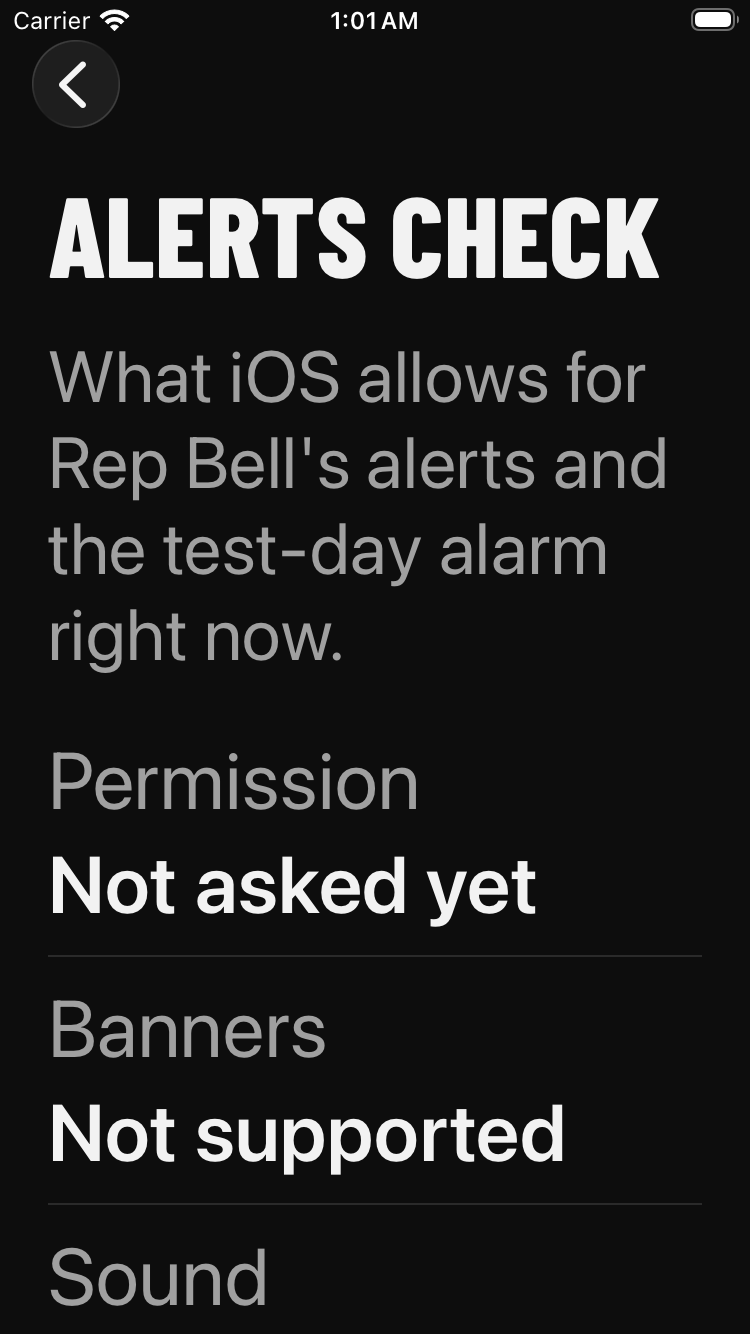 Carrier 1:01 AM
ALERTS CHECK
What iOS allows for
Rep Bell's alerts and
the test-day alarm
right now.
Permission
Not asked yet
Banners
Not supported
Sound